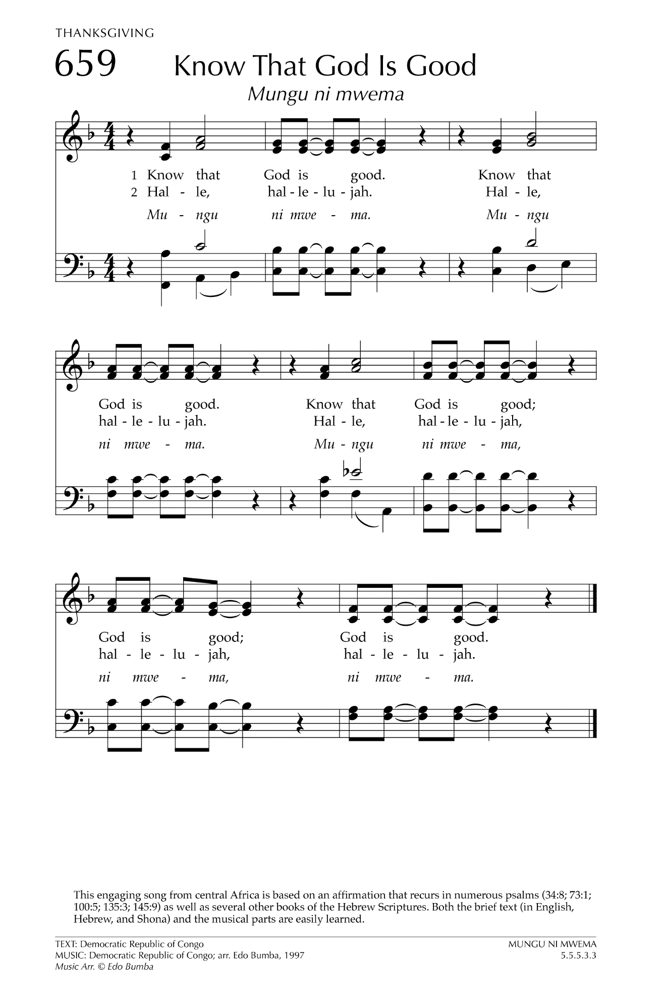 THANKSGIVING
659 Know That God Is Good
Mungu ni mwema
1 Know that God is good. Know that
2 Hal - le, hal - le - lu - jah. Hal - le,
Mu - ngu ni mwe - ma. Mu - ngu
God is good. Know that God is good;
hal - le - lu - jah. Hal - le, hal - le - lu - jah,
ni mwe - ma. Mu - ngu ni mwe - ma,
God is good; God is good.
hal - le - lu - jah, hal - le - lu - jah.
ni mwe - ma, ni mwe - ma.
This engaging song from central Africa is based on an affirmation that recurs in numerous psalms (34:8; 73:1;
100:5; 135:3; 145:9) as well as several other books of the Hebrew Scriptures. Both the brief text (in English,
Hebrew, and Shona) and the musical parts are easily learned.
TEXT: Democratic Republic of Congo MUNGU NI MWEMA
MUSIC: Democratic Republic of Congo; arr. Edo Bumba, 1997 5.5.5.3.3
Music Arr. © Edo Bumba